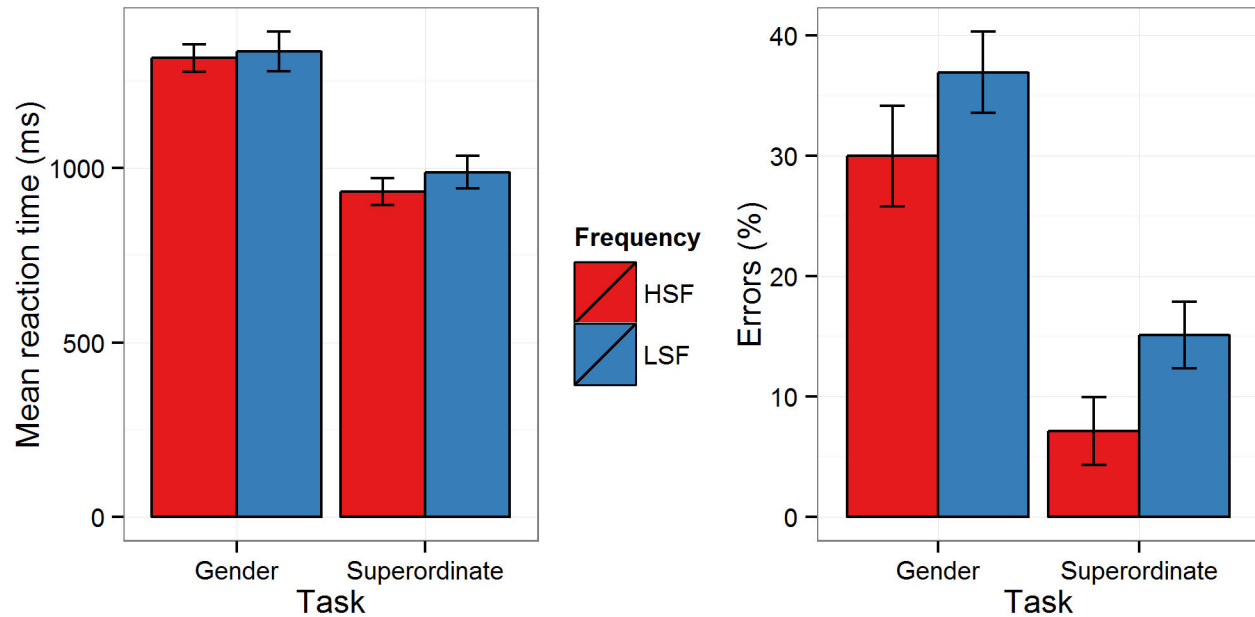 Mean reaction time (ms)
1000
500
0
Gender
Superordinate
Task
Frequency
HSF
LSF
Errors (%)
40
30
20
10
0
Gender
Superordinate
Task